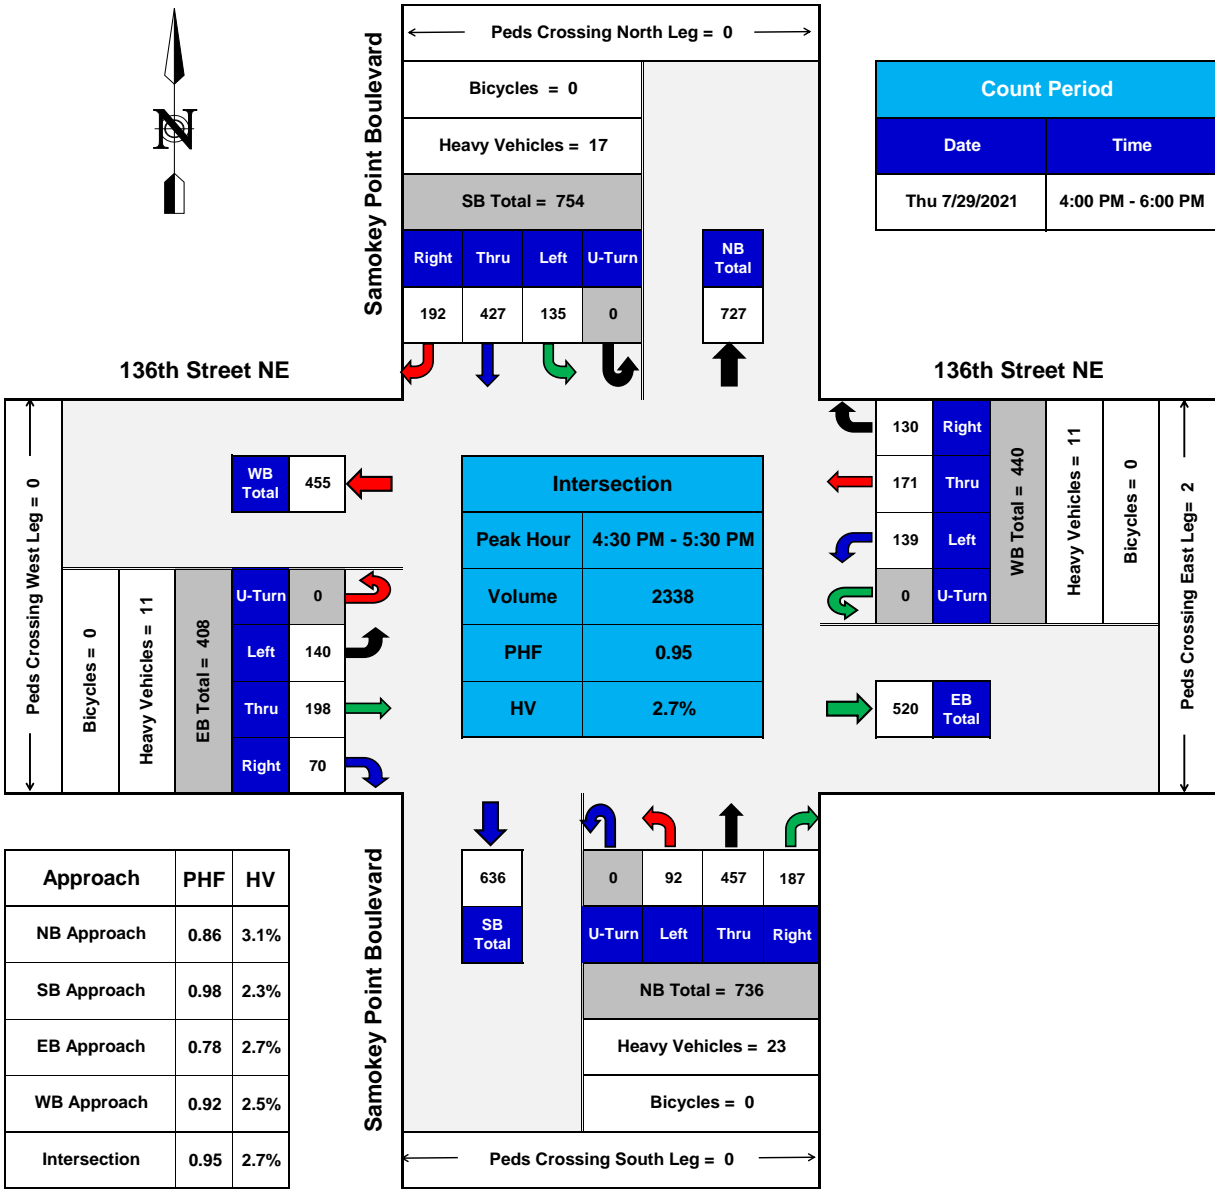 Peds Crossing North Leg = 0
Samokey Point Boulevard
Bicycles = 0
Heavy Vehicles = 17
SB Total = 754
Right Thru Left U-Turn
192 427 135 0
NB
Total
727
N
Count Period
Date Time
Thu 7/29/2021 4:00 PM - 6:00 PM
136th Street NE
136th Street NE
Peds Crossing West Leg = 0
Bicycles = 0
Heavy Vehicles = 11
EB Total = 408
WB
Total
455
U-Turn 0
Left 140
Thru 198
Right 70
Intersection
Peak Hour 4:30 PM - 5:30 PM
Volume 2338
PHF 0.95
HV 2.7%
130 Right
171 Thru
139 Left
0 U-Turn
WB Total = 440
Heavy Vehicles = 11
Bicycles = 0
Peds Crossing East Leg= 2
520
EB
Total
Approach PHF HV
NB Approach 0.86 3.1%
SB Approach 0.98 2.3%
EB Approach 0.78 2.7%
WB Approach 0.92 2.5%
Intersection 0.95 2.7%
Samokey Point Boulevard
636
SB
Total
0 92 457 187
U-Turn Left Thru Right
NB Total = 736
Heavy Vehicles = 23
Bicycles = 0
Peds Crossing South Leg = 0